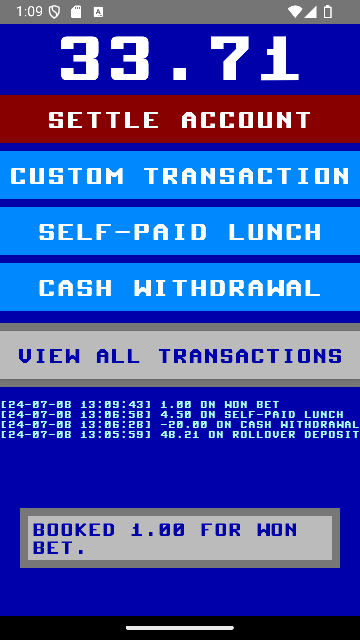 1:09
33.71
SETTLE ACCOUNT
CUSTOM TRANSACTION
SELF-PAID LUNCH
CASH WITHDRAWAL
VIEW ALL TRANSACTIONS
[24-07-08 13:09:43] 1.00 ON WON BET
[24-07-08 13:06:58] 4.50 ON SELF-PAID LUNCH
[24-07-08 13:06:28] -20.00 ON CASH WITHDRAWAL
[24-07-08 13:05:59] 48.21 ON ROLLOVER DEPOSIT
BOOKED 1.00 FOR WON
BET.